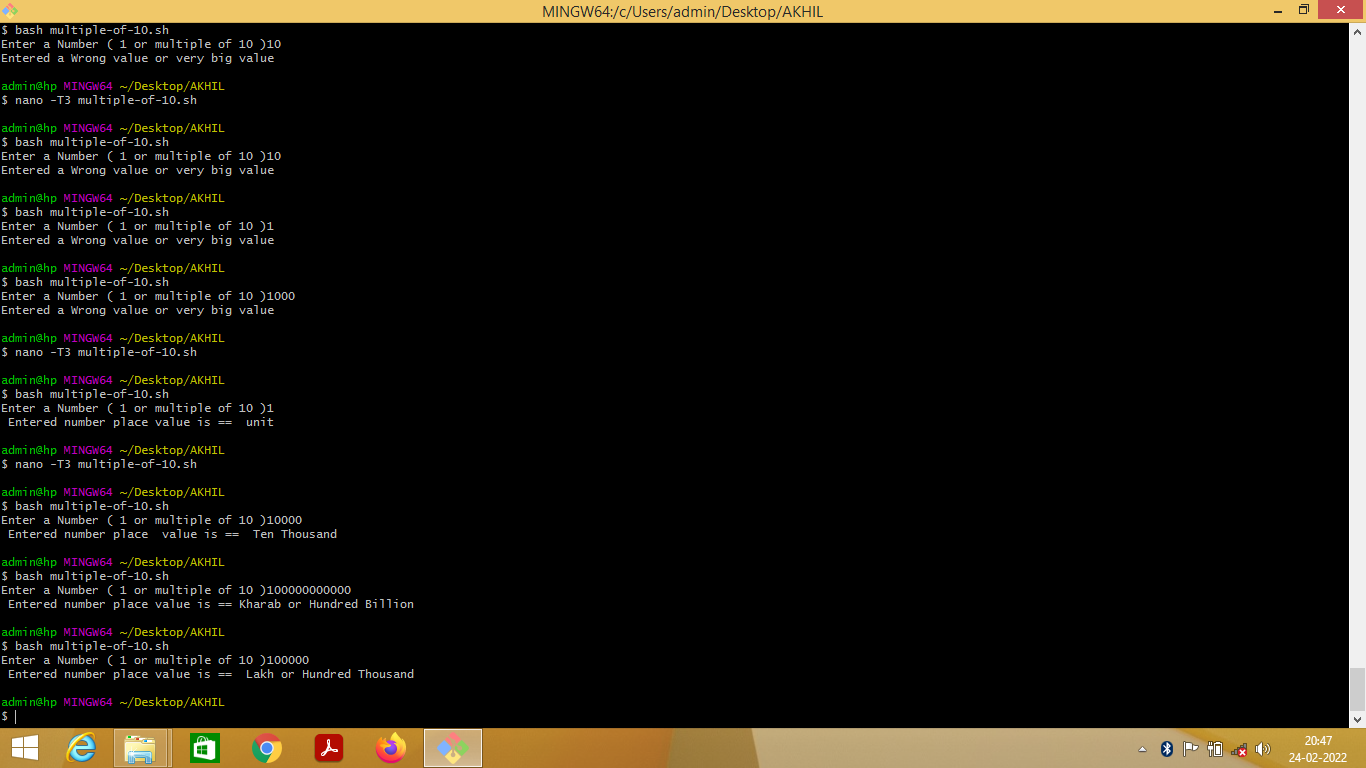 MINGW64:/c/Users/admin/Desktop/AKHIL
$ bash multiple-of-10.sh
Enter a Number ( 1 or multiple of 10 )10
Entered a Wrong value or very big value
admin@hp MINGW64 ~/Desktop/AKHIL
$ nano -T3 multiple-of-10.sh
admin@hp MINGW64 ~/Desktop/AKHIL
$ bash multiple-of-10.sh
Enter a Number ( 1 or multiple of 10 )10
Entered a Wrong value or very big value
admin@hp MINGW64 ~/Desktop/AKHIL
$ bash multiple-of-10.sh
Enter a Number ( 1 or multiple of 10 )1
Entered a Wrong value or very big value
admin@hp MINGW64 ~/Desktop/AKHIL
$ bash multiple-of-10.sh
Enter a Number ( 1 or multiple of 10 )1000
Entered a Wrong value or very big value
admin@hp MINGW64 ~/Desktop/AKHIL
$ nano -T3 multiple-of-10.sh
admin@hp MINGW64 ~/Desktop/AKHIL
$ bash multiple-of-10.sh
Enter a Number ( 1 or multiple of 10 )1
 Entered number place value is ==  unit
admin@hp MINGW64 ~/Desktop/AKHIL
$ nano -T3 multiple-of-10.sh
admin@hp MINGW64 ~/Desktop/AKHIL
$ bash multiple-of-10.sh
Enter a Number ( 1 or multiple of 10 )10000
 Entered number place  value is ==  Ten Thousand
admin@hp MINGW64 ~/Desktop/AKHIL
$ bash multiple-of-10.sh
Enter a Number ( 1 or multiple of 10 )100000000000
 Entered number place value is == Kharab or Hundred Billion
admin@hp MINGW64 ~/Desktop/AKHIL
$ bash multiple-of-10.sh
Enter a Number ( 1 or multiple of 10 )100000
 Entered number place value is ==  Lakh or Hundred Thousand
admin@hp MINGW64 ~/Desktop/AKHIL
$
20:47
24-02-2022